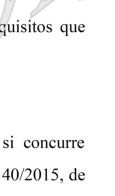 quisitos que
si concurre
40/2015, de